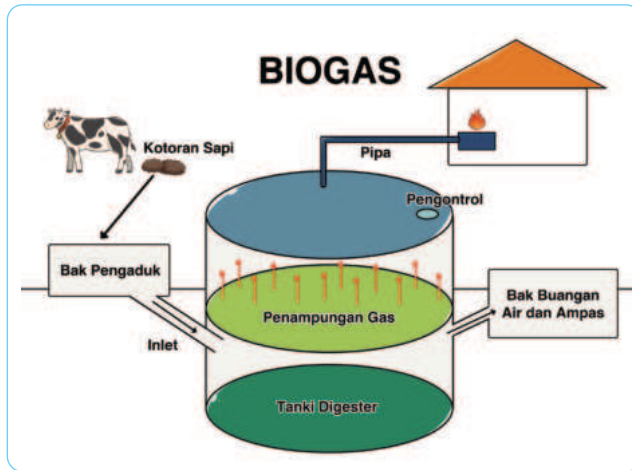 BIOGAS
Kotoran Sapi
Pipa
Pengontrol
Bak Pengaduk
Inlet
Penampungan Gas
Bak Buangan
Air dan Ampas
Tanki Digester